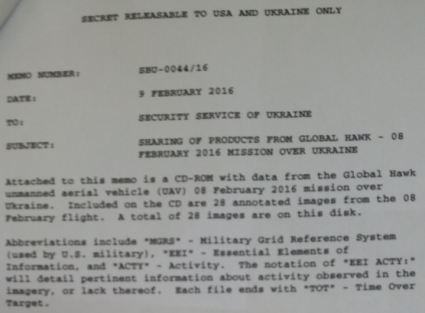 SECRET RELEASABLE TO USA AND UKRAINE ONLY
MEMO NUMBER: SBU-0044/16
DATE: 9 FEBRUARY 2016
TO: SECURITY SERVICE OF UKRAINE
SUBJECT: SHARING OF PRODUCTS FROM GLOBAL HAWK - 08
FEBRUARY 2016 MISSION OVER UKRAINE
Attached to this memo is a CD-ROM with data from the Global Hawk
unmanned aerial vehicle (UAV) 08 February 2016 mission over
Ukraine. Included on the CD are 28 annotated images from the 08
February flight. A total of 28 images are on this disk.
Abbreviations include "MGRS" - Military Grid Reference System
(used by U.S. military), "EEI" - Essential Elements of
Information, and "ACTY" - Activity. The notation of "EEI ACTY:"
will detail pertinent information about activity observed in the
imagery, or lack thereof. Each file ends with "TOT" - Time Over
Target.